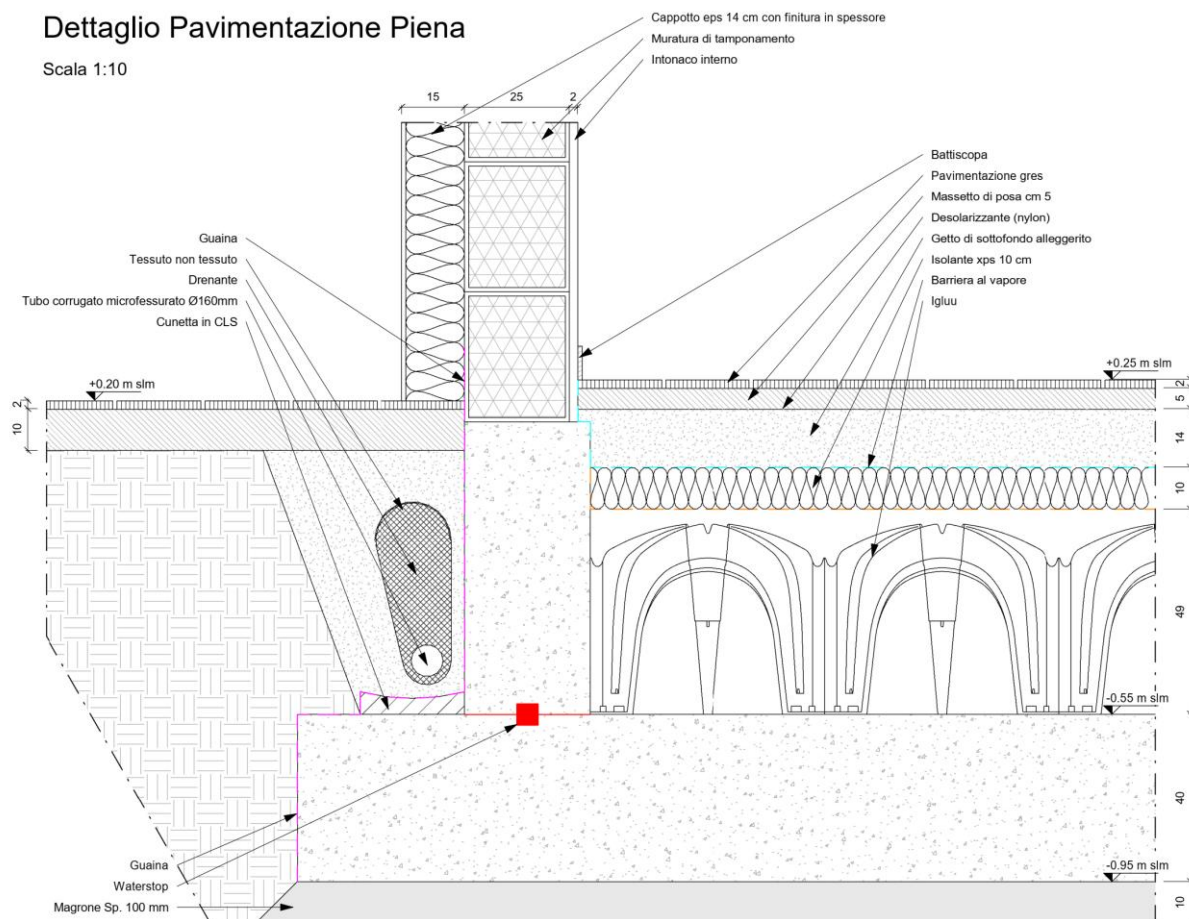 Dettaglio Pavimentazione Piena
Scala 1:10
Cappotto eps 14 cm con finitura in spessore
Muratura di tamponamento
Intonaco interno
15
25
2
Battiscopa
Pavimentazione gres
Massetto di posa cm 5
Desolarizzante (nylon)
Getto di sottofondo alleggerito
Isolante xps 10 cm
Barriera al vapore
Igluu
Guaina
Tessuto non tessuto
Drenante
Tubo corrugato microfessurato Ø160mm
Cunetta in CLS
+0.20 m slm
+0.25 m slm
2
10
2
5
14
10
49
-0.55 m slm
40
-0.95 m slm
10
Guaina
Waterstop
Magrone Sp. 100 mm